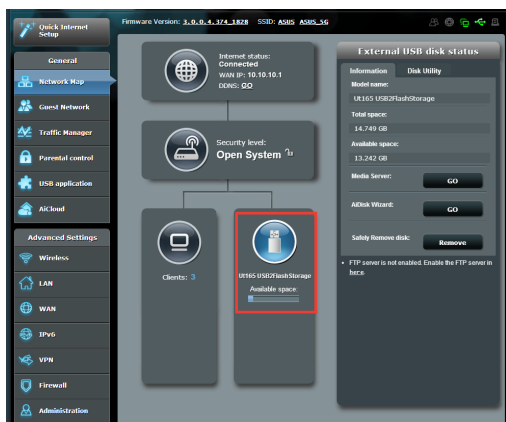 Quick Internet
Setup
Firmware Version: 3.0.0.4.374_1828 SSID: ASUS ASUS_5G
General
Network Map
Guest Network
Traffic Manager
Parental control
USB application
AiCloud
Advanced Settings
Wireless
LAN
WAN
IPv6
VPN
Firewall
Administration
Internet status:
Connected
WAN IP: 10.10.10.1
DDNS: GO
Security level:
Open System
Clients: 3
Ut165 USB2FlashStorage
Available space:
External USB disk status
Information Disk Utility
Model name:
Ut165 USB2FlashStorage
Total space:
14.749 GB
Available space:
13.242 GB
Media Server: GO
AiDisk Wizard: GO
Safely Remove disk: Remove
• FTP server is not enabled. Enable the FTP server in
here.